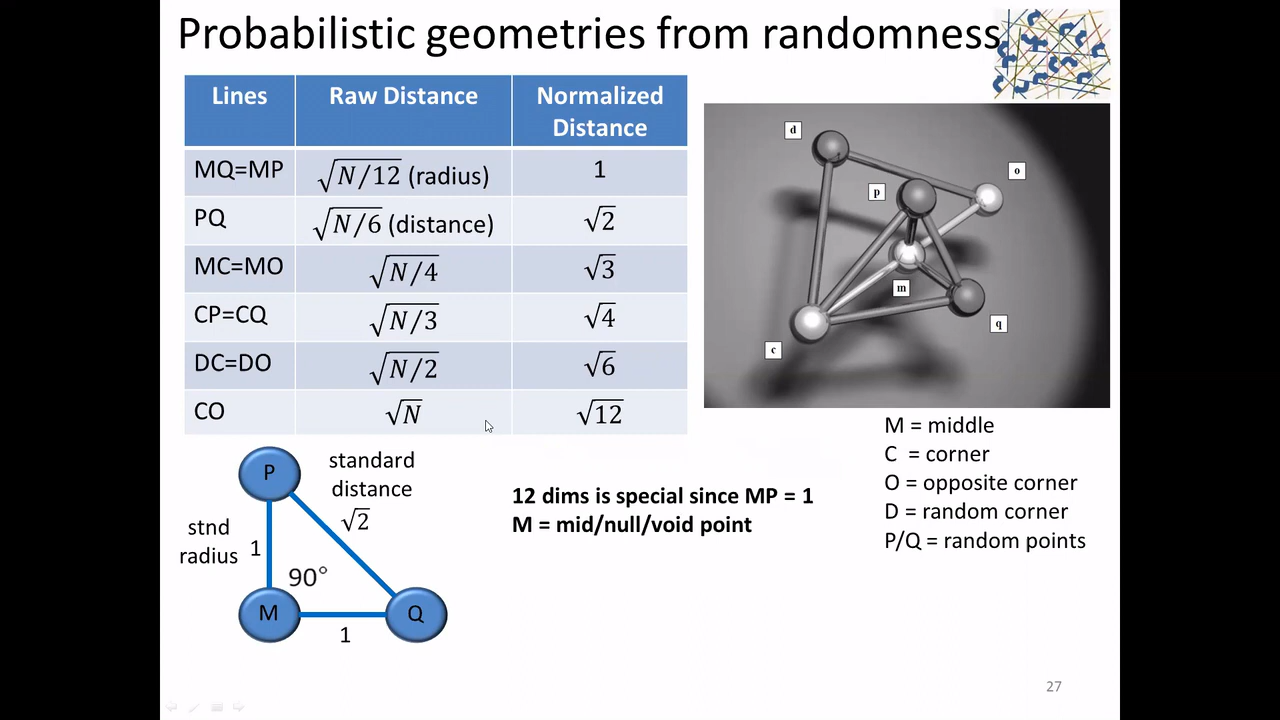 Probabilistic geometries from randomness
Lines Raw Distance Normalized Distance
MQ=MP √N/12 (radius) 1
PQ √N/6 (distance) √2
MC=MO √N/4 √3
CP=CQ √N/3 √4
DC=DO √N/2 √6
CO √N √12
d
o
p
m
q
c
M = middle
C = corner
O = opposite corner
D = random corner
P/Q = random points
P
standard
distance
√2
stnd
radius 1
90°
M
Q
1
12 dims is special since MP = 1
M = mid/null/void point
27